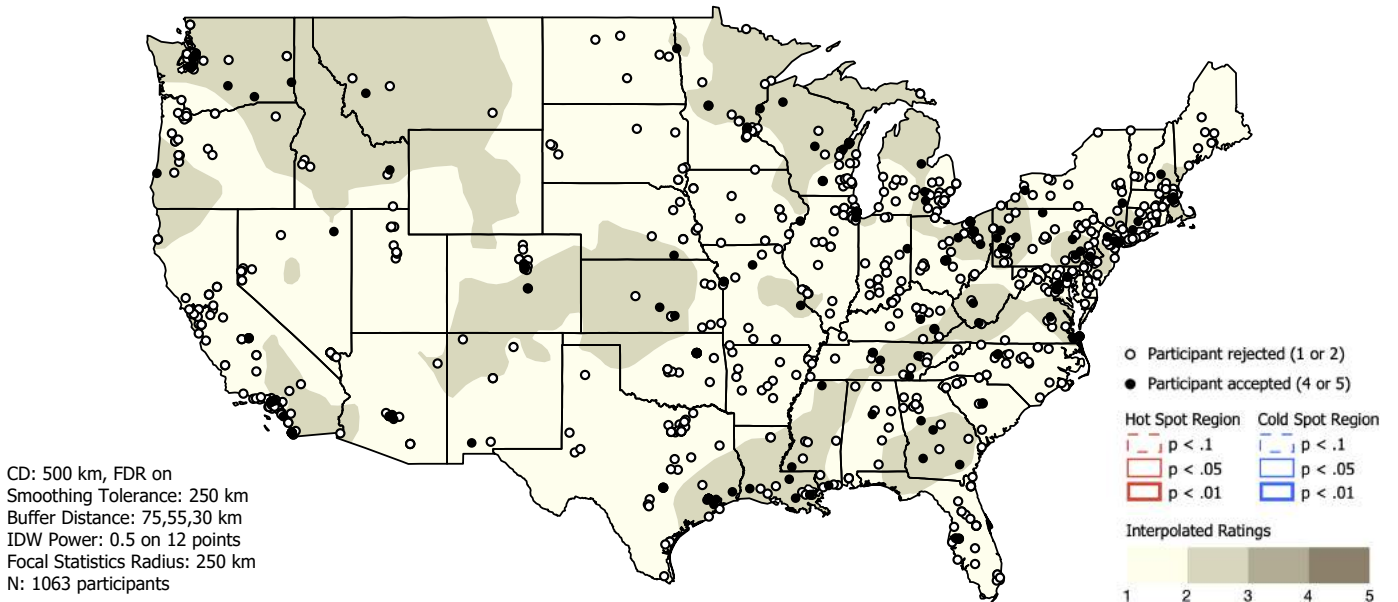 Participant rejected (1 or 2)
Participant accepted (4 or 5)
Hot Spot Region Cold Spot Region
p < .1 p < .1
p < .05 p < .05
p < .01 p < .01
Interpolated Ratings
1 2 3 4 5
CD: 500 km, FDR on
Smoothing Tolerance: 250 km
Buffer Distance: 75,55,30 km
IDW Power: 0.5 on 12 points
Focal Statistics Radius: 250 km
N: 1063 participants